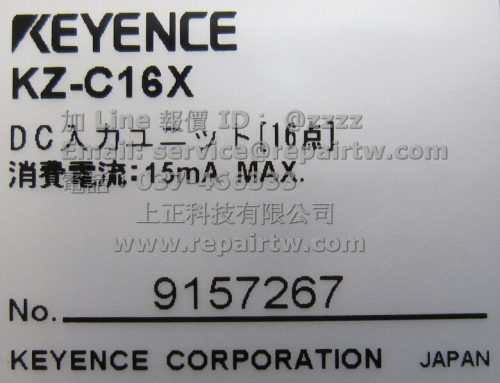 KEYENCE
KZ-C16X
加 Line 報價 ID : @zzzz
DC入力ユニット[16点]
Email: service@repairtw.com
消費電流:15mA MAX.
上正科技有限公司
www.repairtw.com
No. 9157267
KEYENCE CORPORATION JAPAN